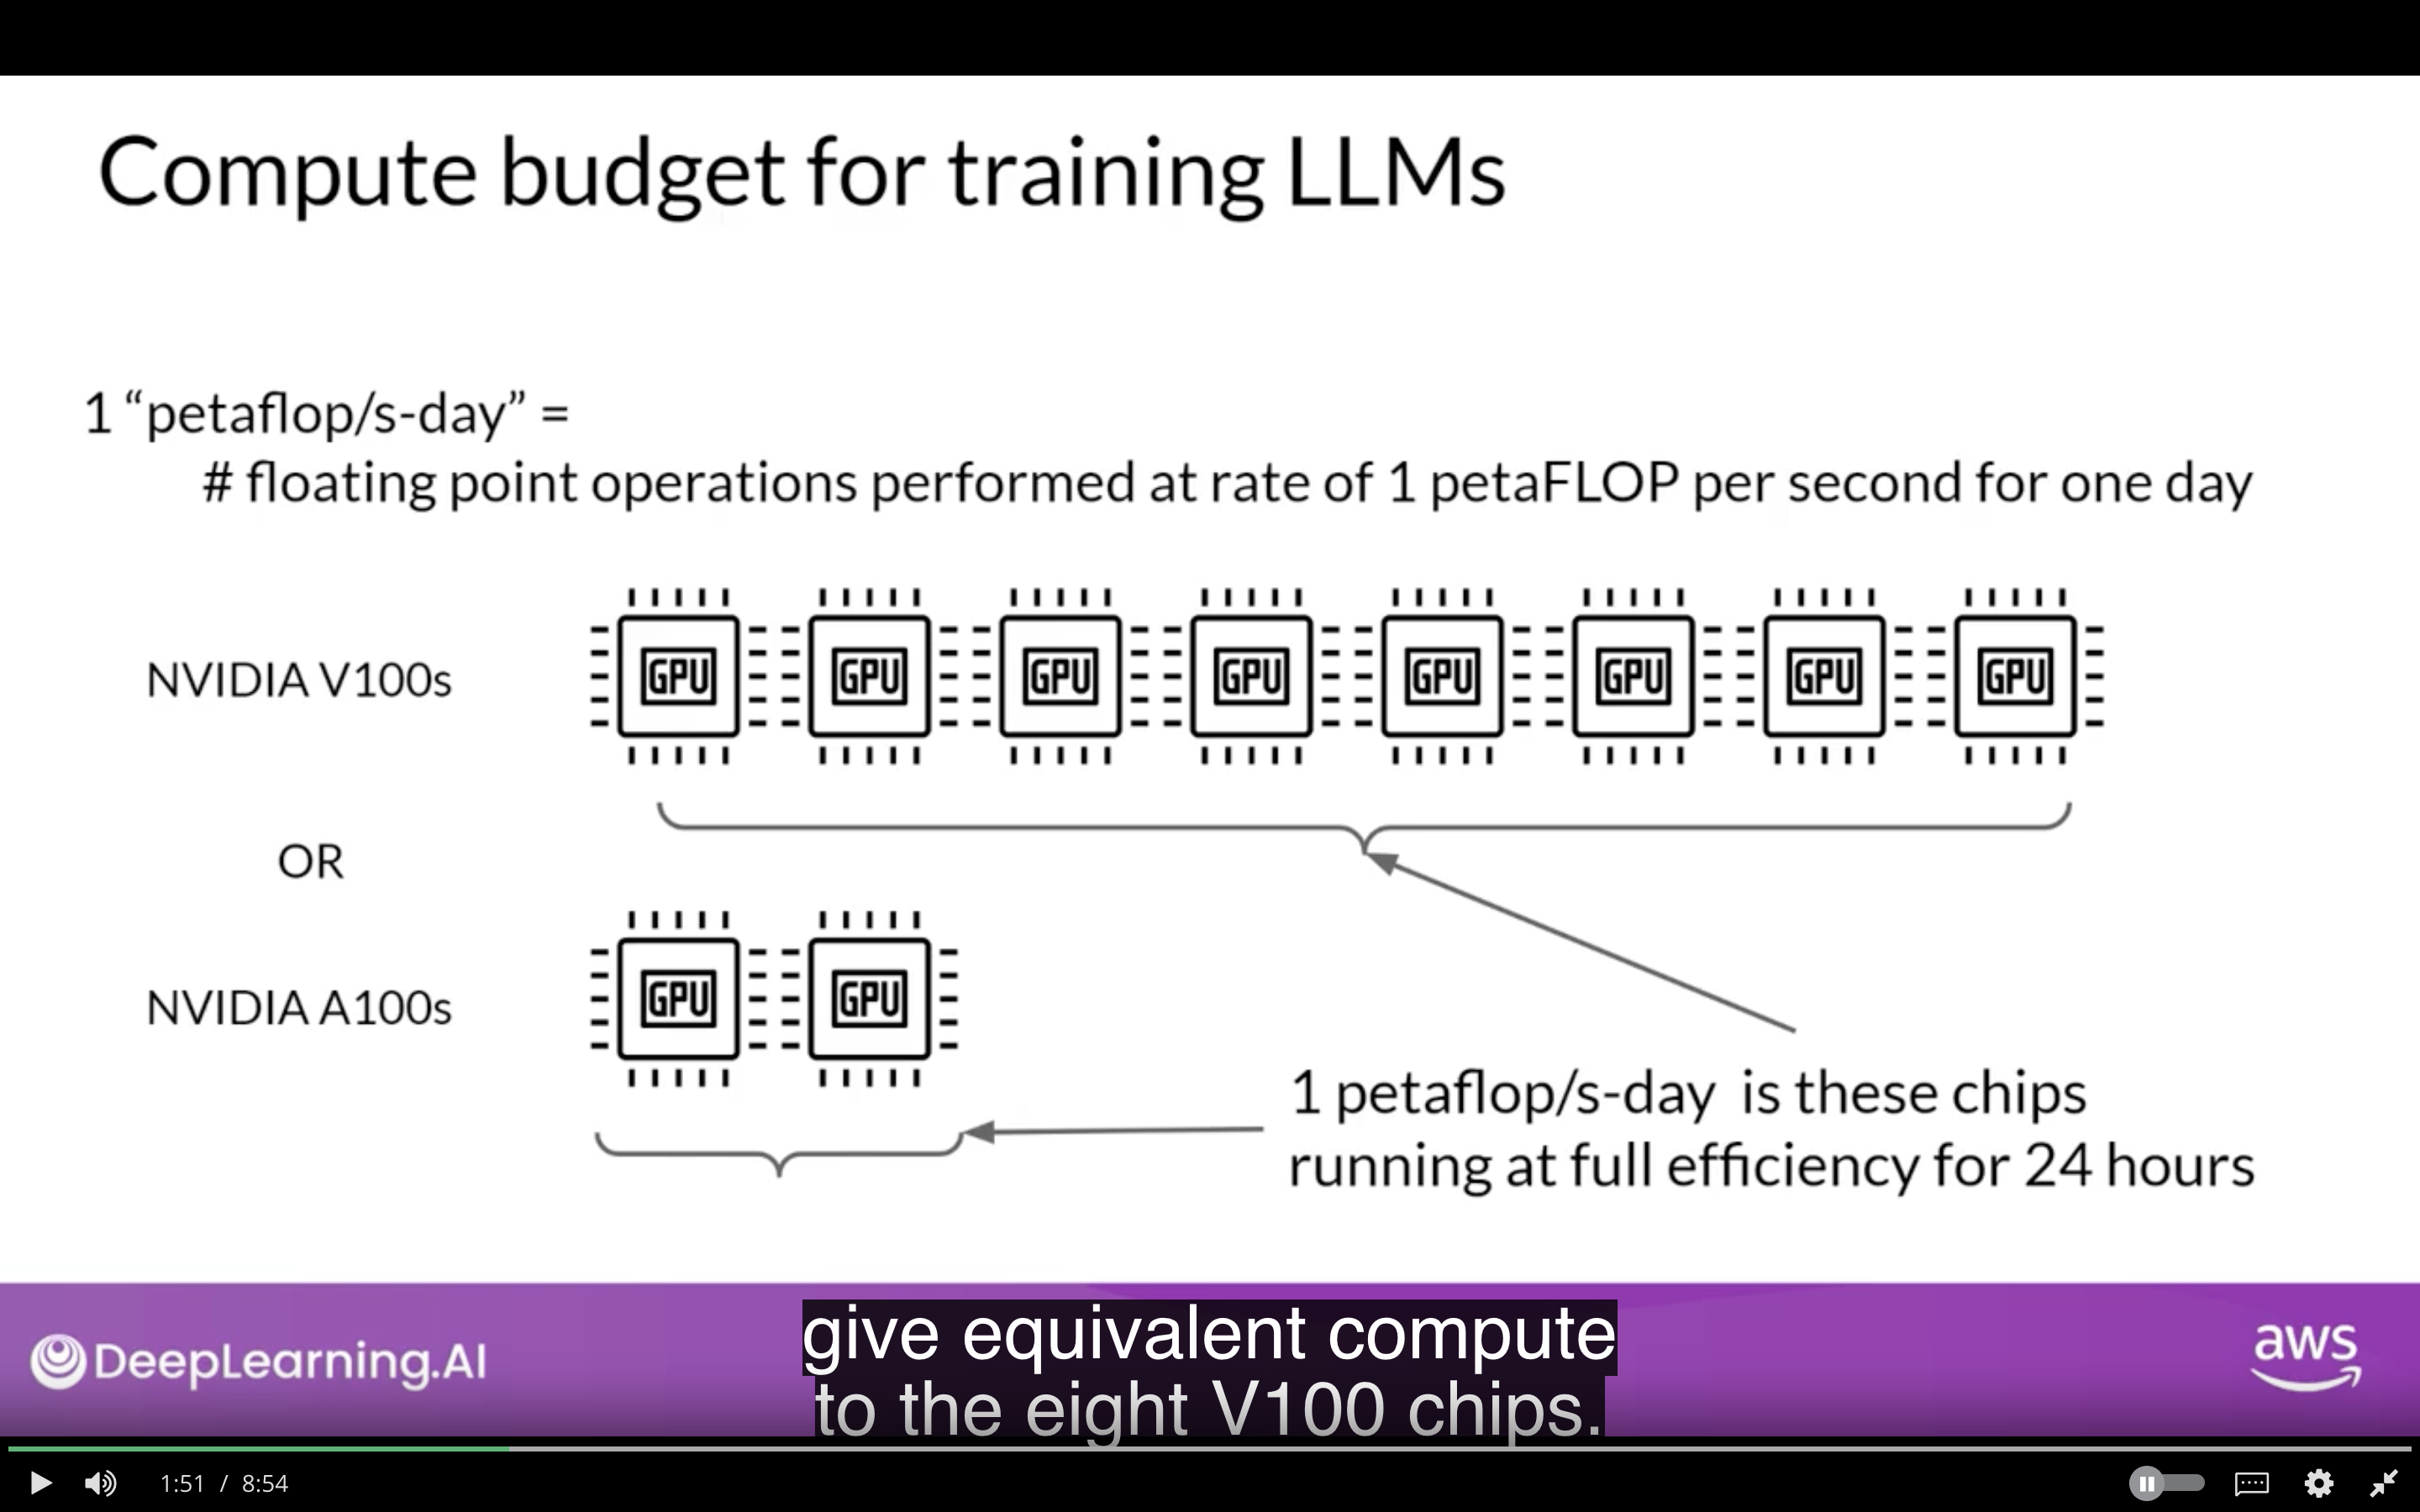 Compute budget for training LLMs
1 “petaflop/s-day” =
# floating point operations performed at rate of 1 petaFLOP per second for one day
NVIDIA V100s
GPU GPU GPU GPU GPU GPU GPU GPU
OR
NVIDIA A100s
GPU GPU
1 petaflop/s-day is these chips
running at full efficiency for 24 hours
DeepLearning.AI
give equivalent compute
to the eight V100 chips.
aws
1:51 / 8:54